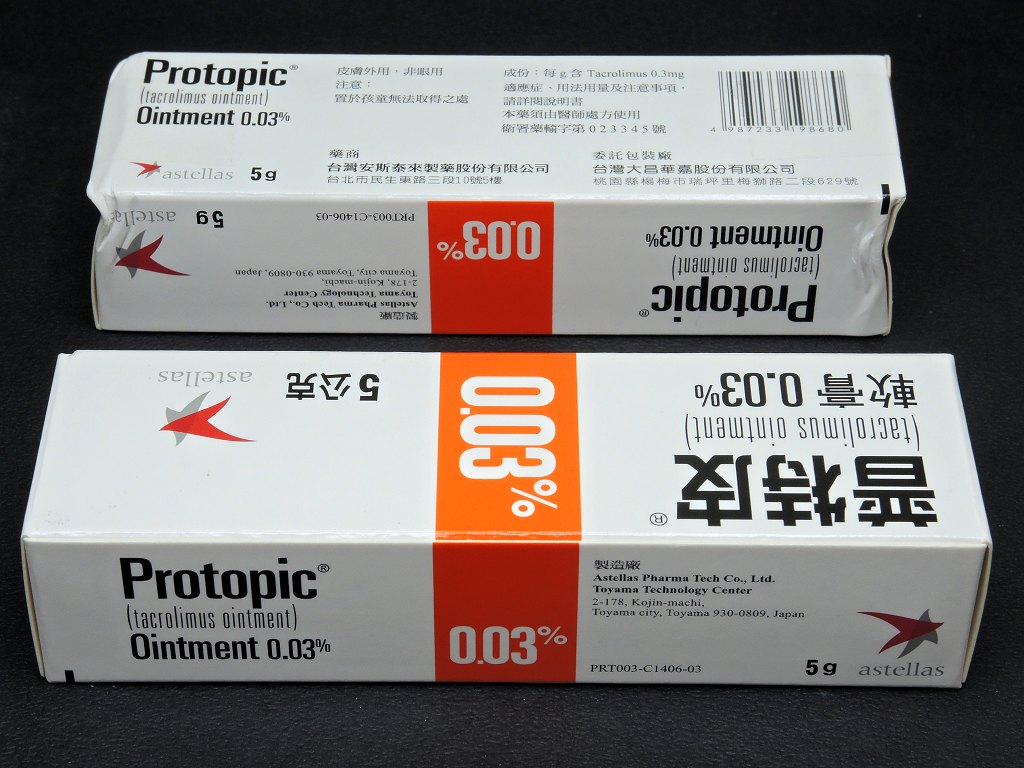 Protopic®
(tacrolimus ointment)
Ointment 0.03%
astellas 5g
皮膚外用，非眼用
注意：
置於孩童無法取得之處
藥商
台灣安斯泰來製藥股份有限公司
台北市民生東路三段10號5樓
成份：每 g 含 Tacrolimus 0.3mg
適應症、用法用量及注意事項，
請詳閱說明書
本藥須由醫師處方使用
衛署藥輸字第 023345 號
委託包裝廠
台灣大昌華嘉股份有限公司
桃園縣楊梅市瑞坪里梅獅路二段629號
4 987233 198680
Protopic®
(tacrolimus ointment)
Ointment 0.03%
0.03%
製造廠
Astellas Pharma Tech Co., Ltd.
Toyama Technology Center
2-178, Kojin-machi,
Toyama city, Toyama 930-0809, Japan
PRT003-C1406-03
5g
astellas
普特皮®
(tacrolimus ointment)
軟膏 0.03%
0.03%
5公克
astellas
Protopic®
(tacrolimus ointment)
Ointment 0.03%
0.03%
製造廠
Astellas Pharma Tech Co., Ltd.
Toyama Technology Center
2-178, Kojin-machi,
Toyama city, Toyama 930-0809, Japan
PRT003-C1406-03
5g
astellas